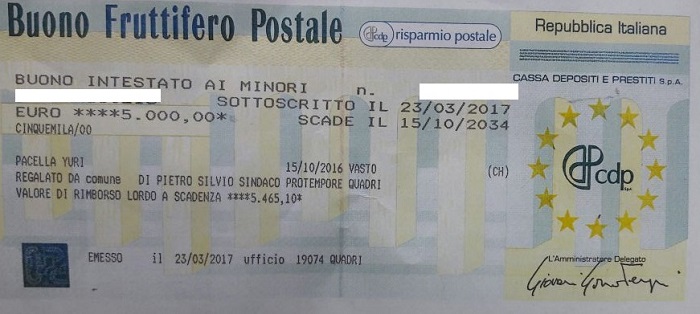 Buono Fruttifero Postale
cdp risparmio postale
Repubblica Italiana
CASSA DEPOSITI E PRESTITI S.p.A.
BUONO INTESTATO AI MINORI n.
SOTTOSCRITTO IL 23/03/2017
EURO ****5.000,00* SCADE IL 15/10/2034
CINQUEMILA/00
PACELLA YURI 15/10/2016 VASTO (CH)
REGALATO DA comune DI PIETRO SILVIO SINDACO PROTEMPORE QUADRI
VALORE DI RIMBORSO LORDO A SCADENZA ****5.465,10*
cdp
EMESSO il 23/03/2017 ufficio 19074 QUADRI
L'Amministratore Delegato